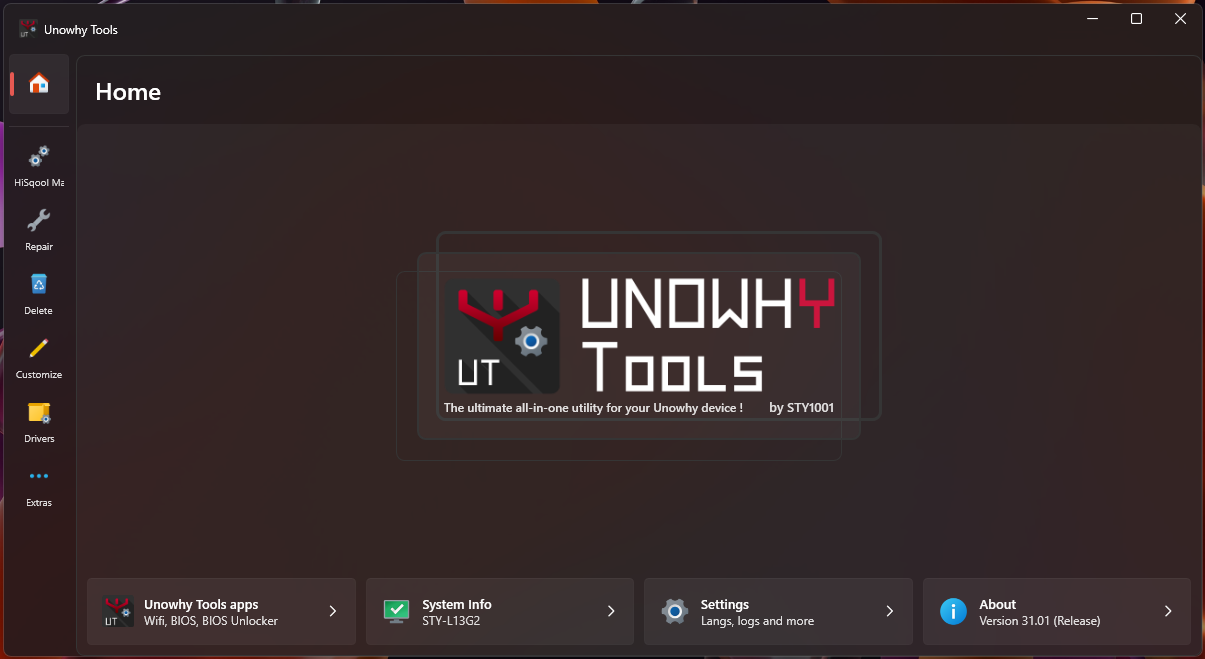 UT
Unowhy Tools
Home
HiSqool Ma
Repair
Delete
Customize
Drivers
Extras
UNOWHY
TOOLS
UT
The ultimate all-in-one utility for your Unowhy device ! by STY1001
UT
Unowhy Tools apps
Wifi, BIOS, BIOS Unlocker
System Info
STY-L13G2
Settings
Langs, logs and more
About
Version 31.01 (Release)